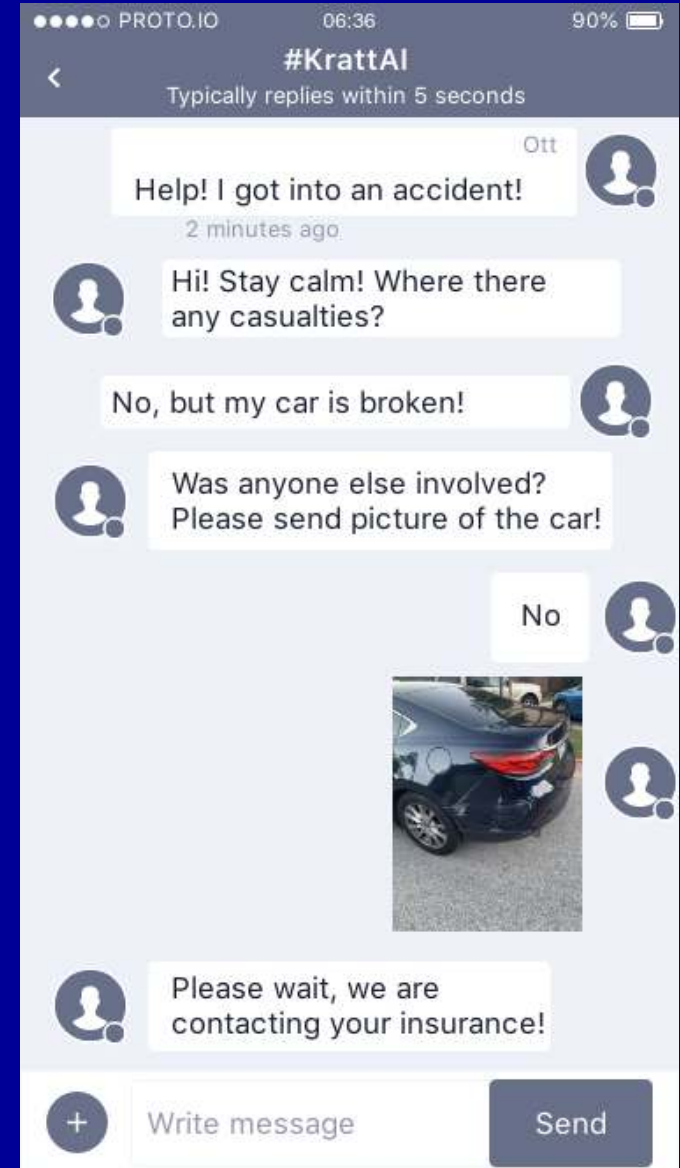 PROTO.IO 06:36 90%
#KrattAI
Typically replies within 5 seconds
Ott
Help! I got into an accident!
2 minutes ago
Hi! Stay calm! Where there
any casualties?
No, but my car is broken!
Was anyone else involved?
Please send picture of the car!
No
Please wait, we are
contacting your insurance!
+ Write message Send